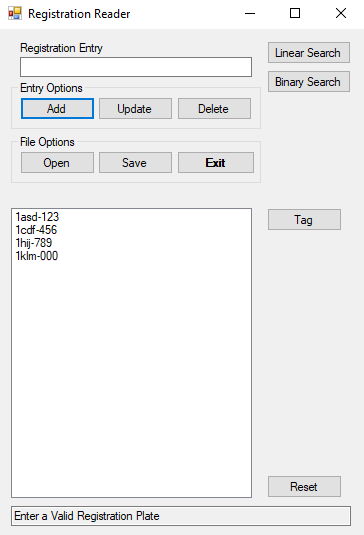 Registration Reader
Registration Entry
Linear Search
Binary Search
Entry Options
Add
Update
Delete
File Options
Open
Save
Exit
1asd-123
1cdf-456
1hij-789
1klm-000
Tag
Reset
Enter a Valid Registration Plate